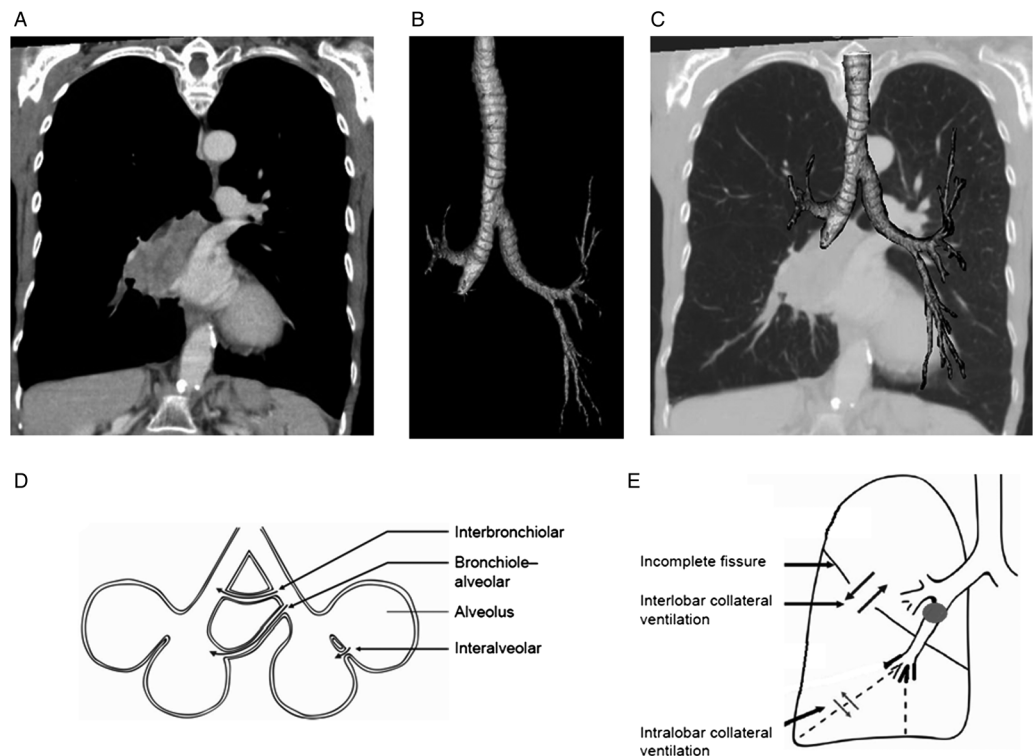 A
B
C
D
Interbronchiolar
Bronchiole–
alveolar
Alveolus
Interalveolar
E
Incomplete fissure
Interlobar collateral
ventilation
Intralobar collateral
ventilation